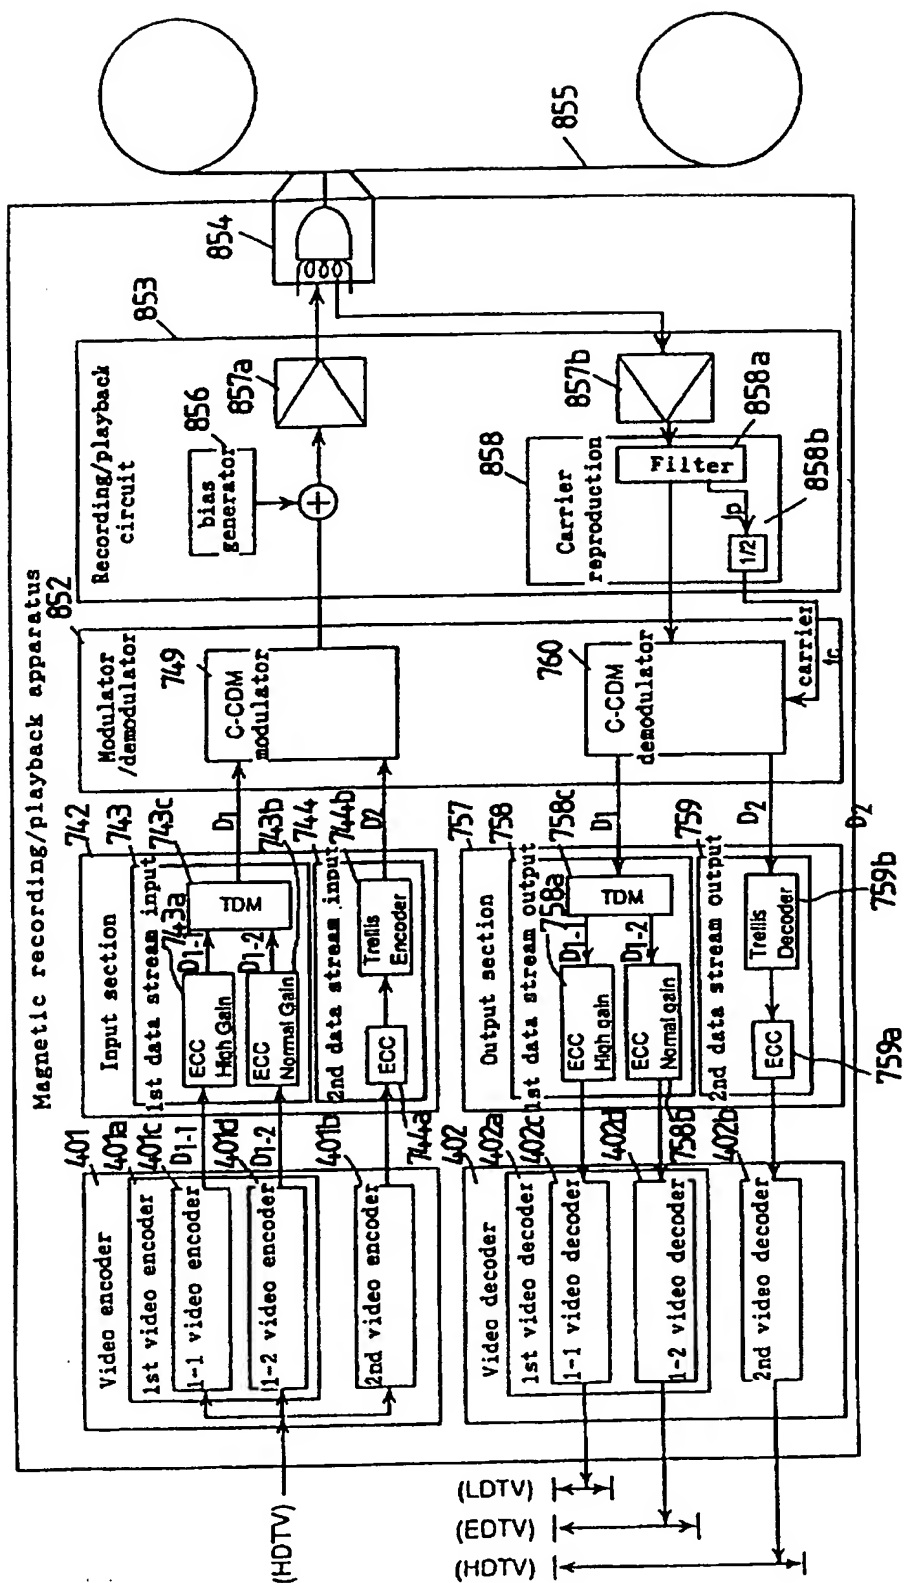 Magnetic recording/playback apparatus
Video encoder
401
1st video encoder
401a
1-1 video encoder
401c
1-2 video encoder
401d
2nd video encoder
401b
(HDTV)
D1-1
D1-2
Input section
742
1st data stream input
743
743c
ECC
High Gain
743a
D1-1
ECC
Normal Gain
743b
D1-2
TDM
2nd data stream input
744
ECC
744a
Trellis
Encoder
744b
D1
D2
Modulator
/demodulator
852
C-CDM
modulator
749
Recording/playback
circuit
853
bias
generator
856
+
857a
854
855
Video decoder
402
1st video decoder
402a
1-1 video decoder
402c
1-2 video decoder
402d
2nd video decoder
402b
(LDTV)
(EDTV)
(HDTV)
Output section
757
1st data stream output
758
758c
ECC
High gain
758a
D1-1
ECC
Normal gain
758b
D1-2
TDM
2nd data stream output
759
ECC
759a
Trellis
Decoder
759b
D1
D2
D2
C-CDM
demodulator
760
carrier
fc
Carrier
reproduction
858
Filter
858a
fp
1/2
858b
857b